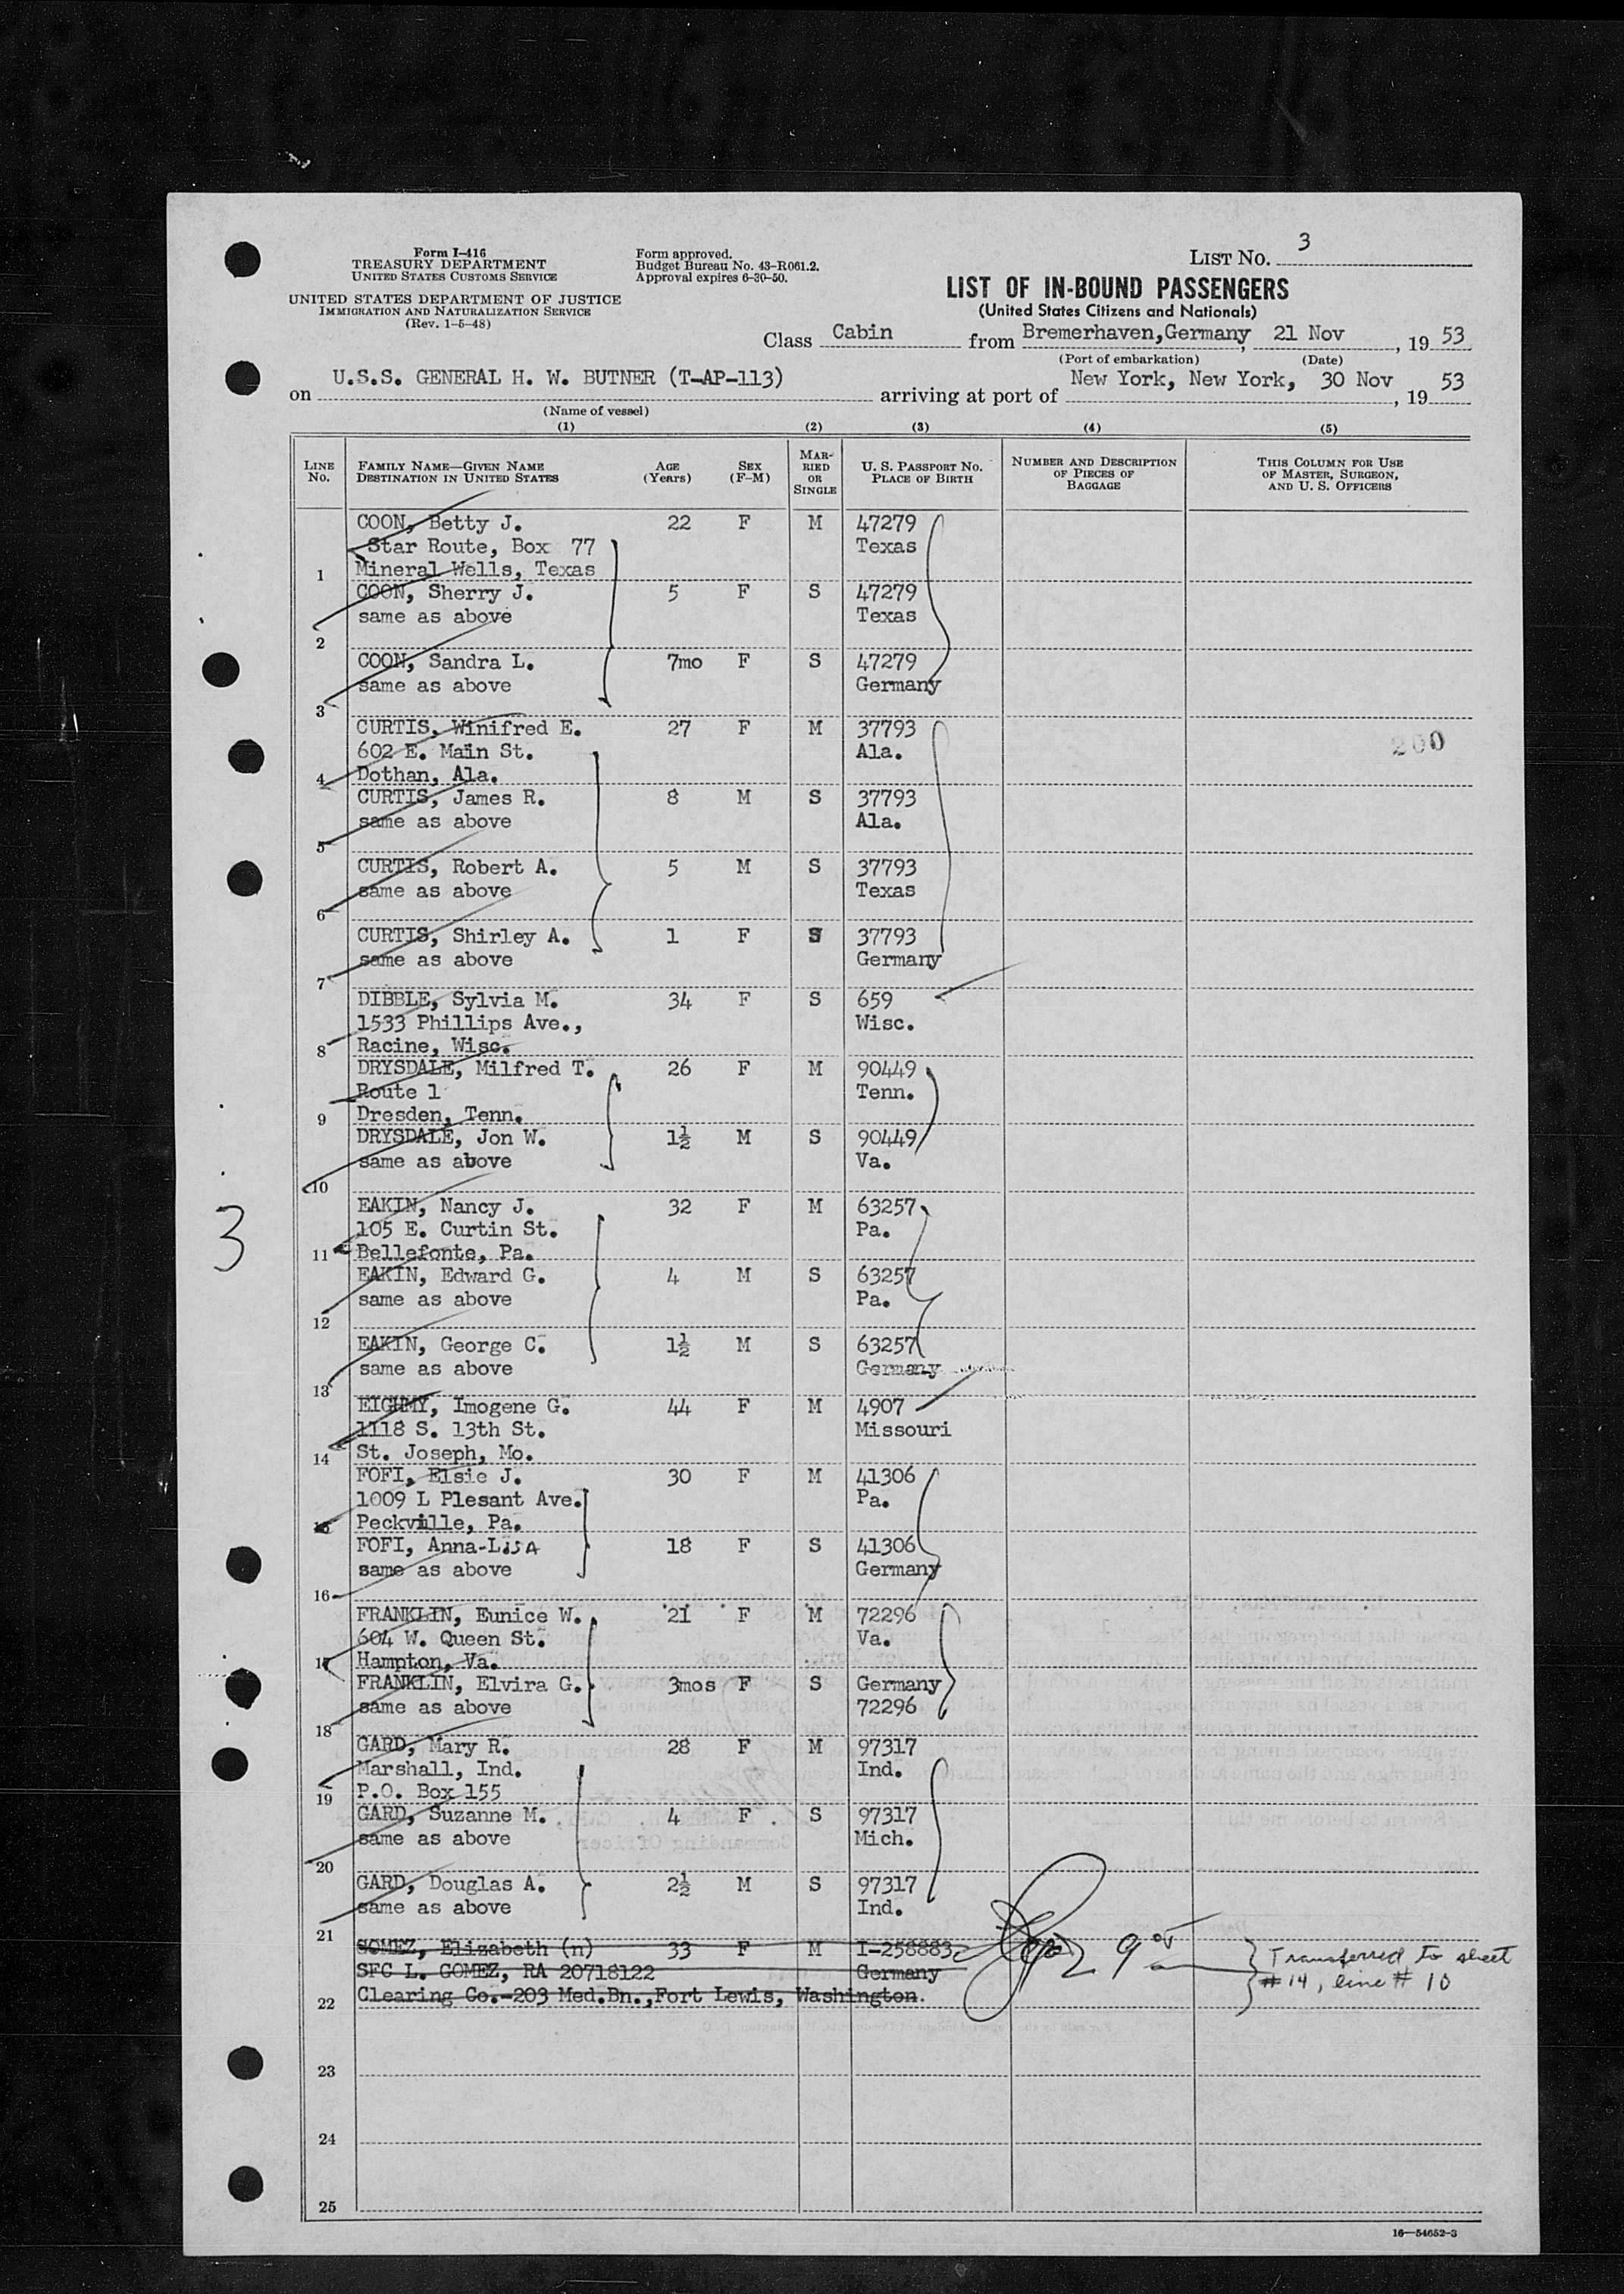 Form I-416
TREASURY DEPARTMENT
UNITED STATES CUSTOMS SERVICE
UNITED STATES DEPARTMENT OF JUSTICE
IMMIGRATION AND NATURALIZATION SERVICE
(Rev. 1-5-48)
Form approved.
Budget Bureau No. 43-R061.2.
Approval expires 6-30-50.
LIST NO. 3
LIST OF IN-BOUND PASSENGERS
(United States Citizens and Nationals)
Class Cabin from Bremerhaven,Germany, 21 Nov, 19 53
(Port of embarkation) (Date)
on U.S.S. GENERAL H. W. BUTNER (T-AP-113) arriving at port of New York, New York, 30 Nov, 19 53
(Name of vessel)
(1) (2) (3) (4) (5)
LINE NO. FAMILY NAME—GIVEN NAME DESTINATION IN UNITED STATES AGE (Years) SEX (F-M) MARRIED OR SINGLE U. S. PASSPORT NO. PLACE OF BIRTH NUMBER AND DESCRIPTION OF PIECES OF BAGGAGE THIS COLUMN FOR USE OF MASTER, SURGEON, AND U. S. OFFICERS
COON, Betty J. 22 F M 47279
Star Route, Box 77 Texas
1 Mineral Wells, Texas
COON, Sherry J. 5 F S 47279
same as above Texas
2
COON, Sandra L. 7mo F S 47279
same as above Germany
3
CURTIS, Winifred E. 27 F M 37793
602 E. Main St. Ala. 200
4 Dothan, Ala.
CURTIS, James R. 8 M S 37793
same as above Ala.
5
CURTIS, Robert A. 5 M S 37793
same as above Texas
6
CURTIS, Shirley A. 1 F S 37793
same as above Germany
7
DIBBLE, Sylvia M. 34 F S 659
1533 Phillips Ave., Wisc.
8 Racine, Wisc.
DRYSDALE, Milfred T. 26 F M 90449
Route 1 Tenn.
9 Dresden, Tenn.
DRYSDALE, Jon W. 1½ M S 90449
same as above Va.
10
EAKIN, Nancy J. 32 F M 63257
105 E. Curtin St. Pa.
3
11 Bellefonte, Pa.
EAKIN, Edward G. 4 M S 63257
same as above Pa.
12
EAKIN, George C. 1½ M S 63257
same as above Germany
13
EIGHMY, Imogene G. 44 F M 4907
1118 S. 13th St. Missouri
14 St. Joseph, Mo.
FOFI, Elsie J. 30 F M 41306
1009 L Plesant Ave. Pa.
15 Peckville, Pa.
FOFI, Anna-Lisa 18 F S 41306
same as above Germany
16
FRANKLIN, Eunice W. 21 F M 72296
604 W. Queen St. Va.
17 Hampton, Va.
FRANKLIN, Elvira G. 3mos F S Germany
same as above 72296
18
GARD, Mary R. 28 F M 97317
Marshall, Ind. Ind.
19 P.O. Box 155
GARD, Suzanne M. 4 F S 97317
same as above Mich.
20
GARD, Douglas A. 2½ M S 97317
same as above Ind.
21
GOMEZ, Elizabeth (n) 33 F M I-258883 Transferred to sheet
SFC L. GOMEZ, RA 20718122 Germany # 14, line # 10
22 Clearing Co.-203 Med.Bn.,Fort Lewis, Washington.
23
24
25
16—54652-3